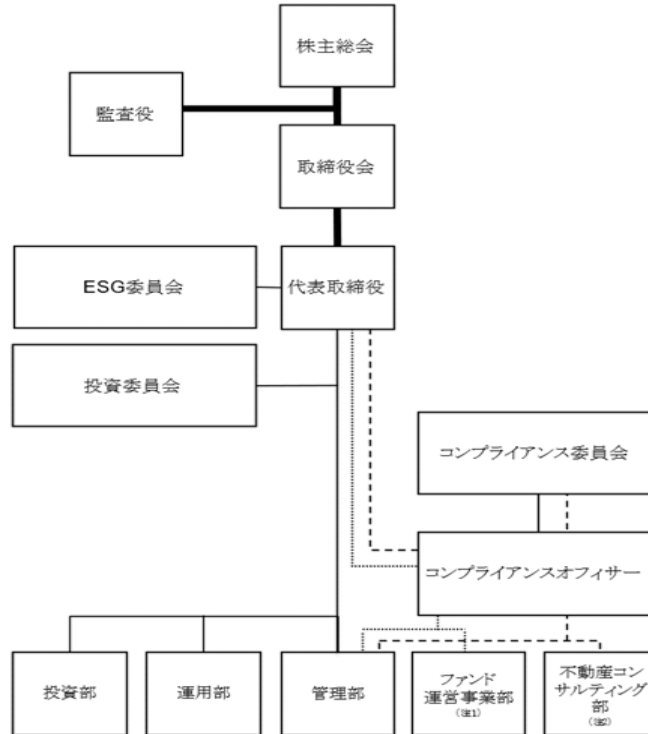 株主総会
監査役
取締役会
ESG委員会
代表取締役
投資委員会
コンプライアンス委員会
コンプライアンスオフィサー
投資部
運用部
管理部
ファンド
運営事業部
(注1)
不動産コン
サルティング
部
(注2)